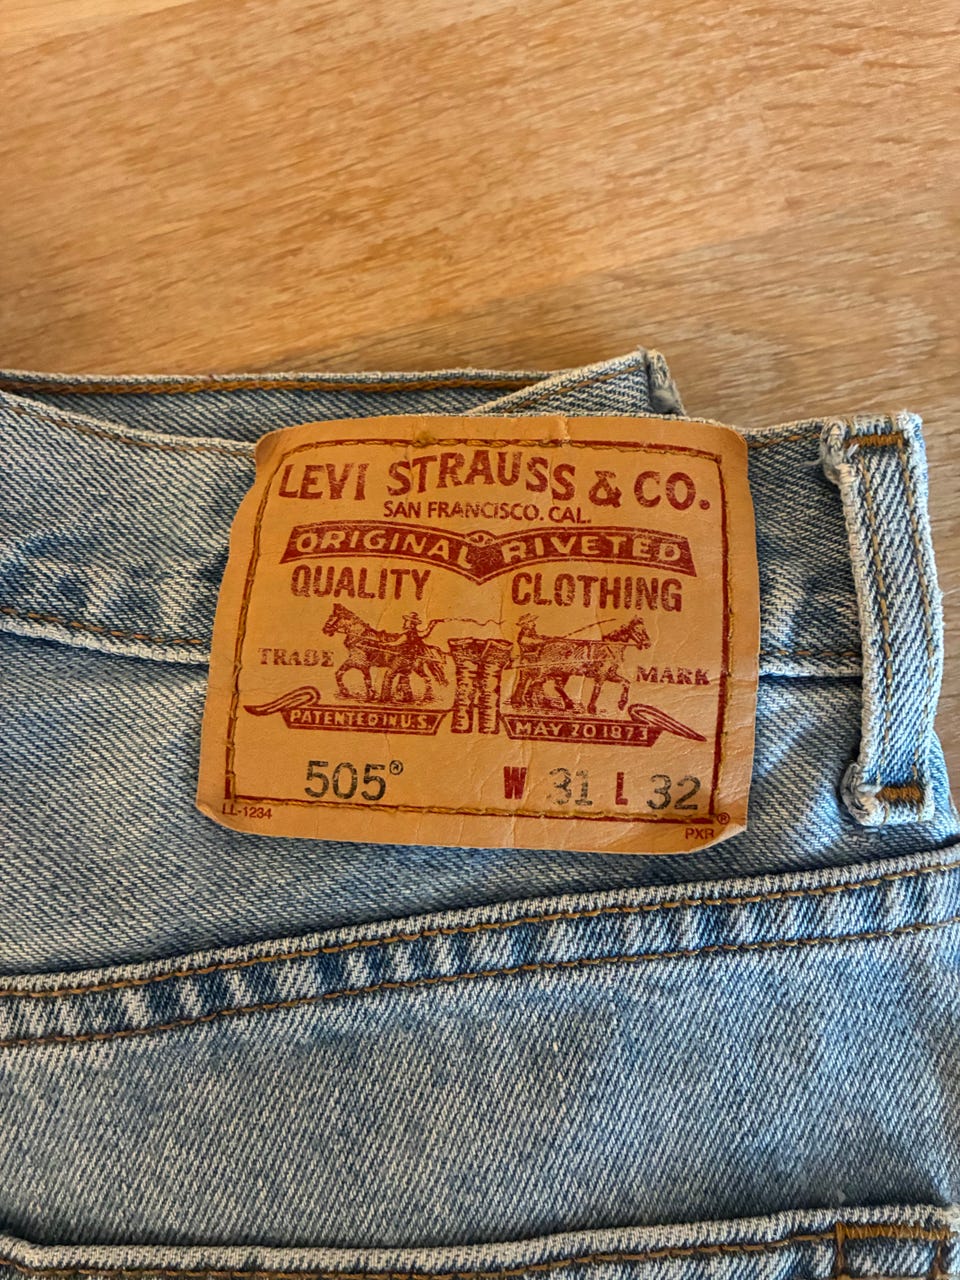 LEVI STRAUSS & CO.
SAN FRANCISCO. CAL.
ORIGINAL RIVETED
QUALITY CLOTHING
TRADE MARK
PATENTED IN U.S. MAY 20 1873
505® W 31 L 32
LL-1234 ®
PXR